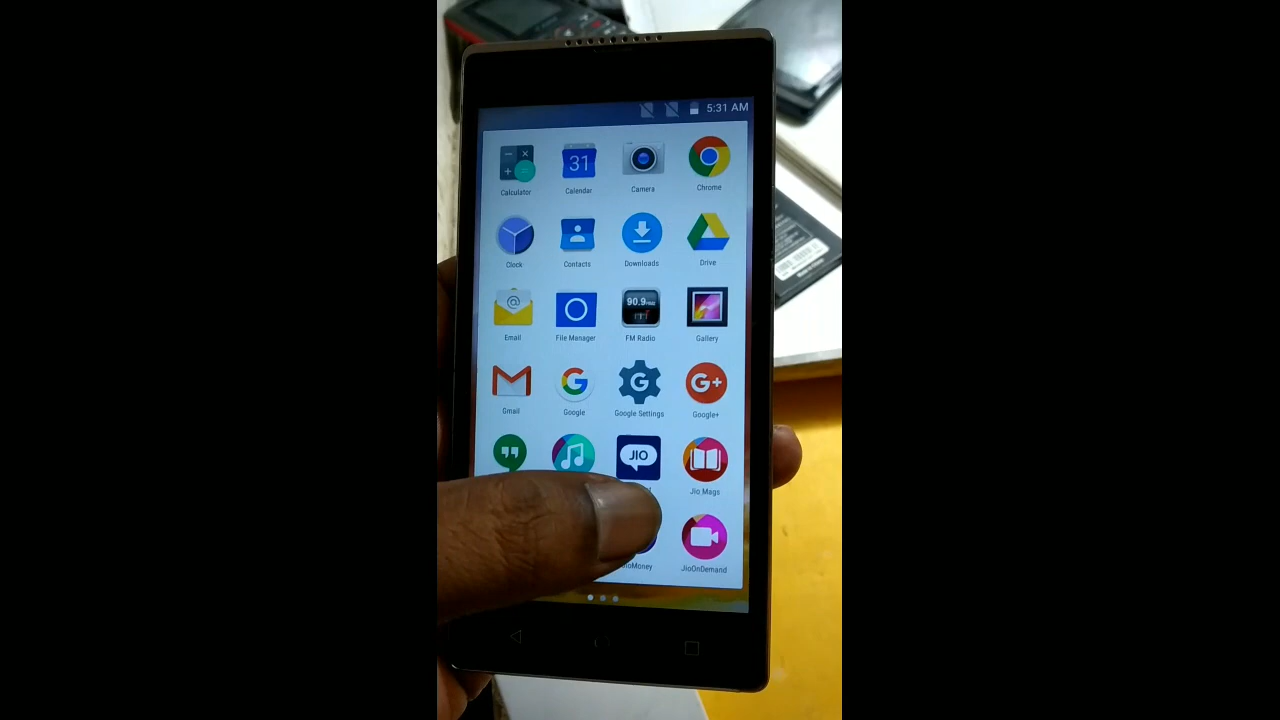 5:31 AM
31
Calculator
Calendar
Camera
Chrome
Clock
Contacts
Downloads
Drive
@
90.9
Email
File Manager
FM Radio
Gallery
G
G
G+
Gmail
Google
Google Settings
Google+
JIO
Jio Mags
Money
JioOnDemand